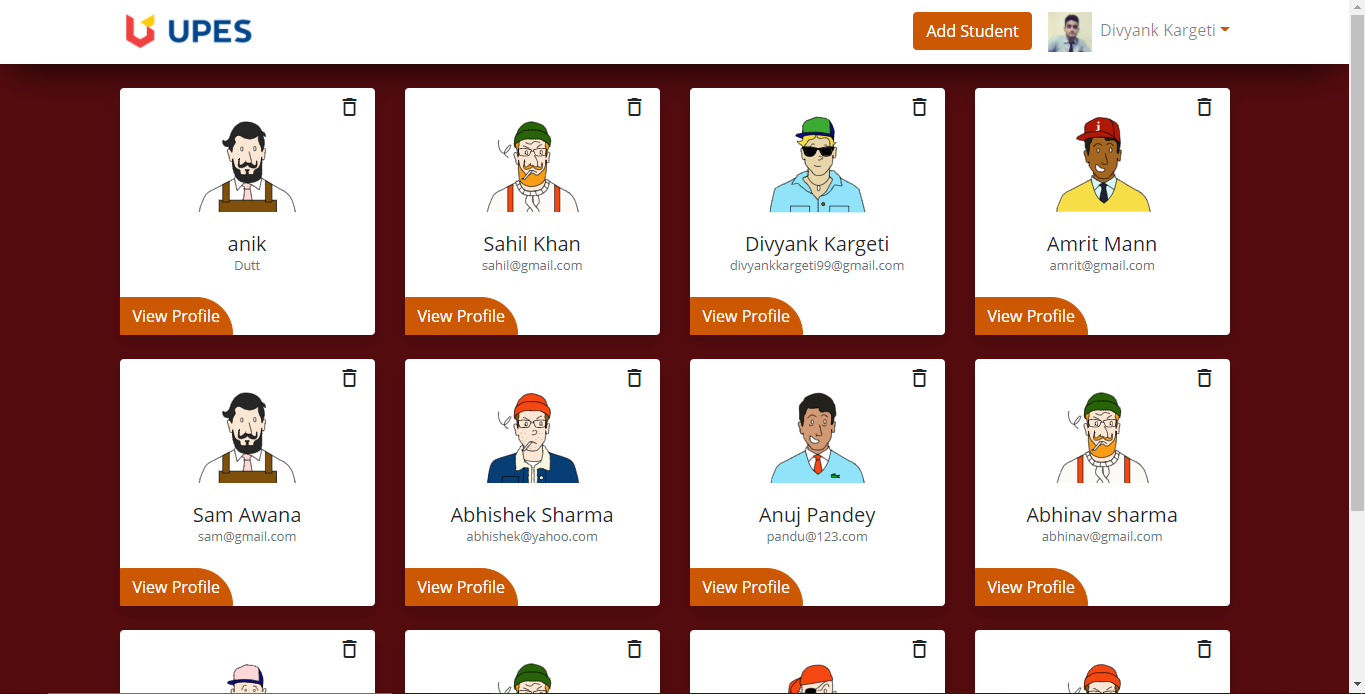 UPES
Add Student
Divyank Kargeti
anik
Dutt
View Profile
Sahil Khan
sahil@gmail.com
View Profile
Divyank Kargeti
divyankkargeti99@gmail.com
View Profile
j
Amrit Mann
amrit@gmail.com
View Profile
Sam Awana
sam@gmail.com
View Profile
Abhishek Sharma
abhishek@yahoo.com
View Profile
Anuj Pandey
pandu@123.com
View Profile
Abhinav sharma
abhinav@gmail.com
View Profile